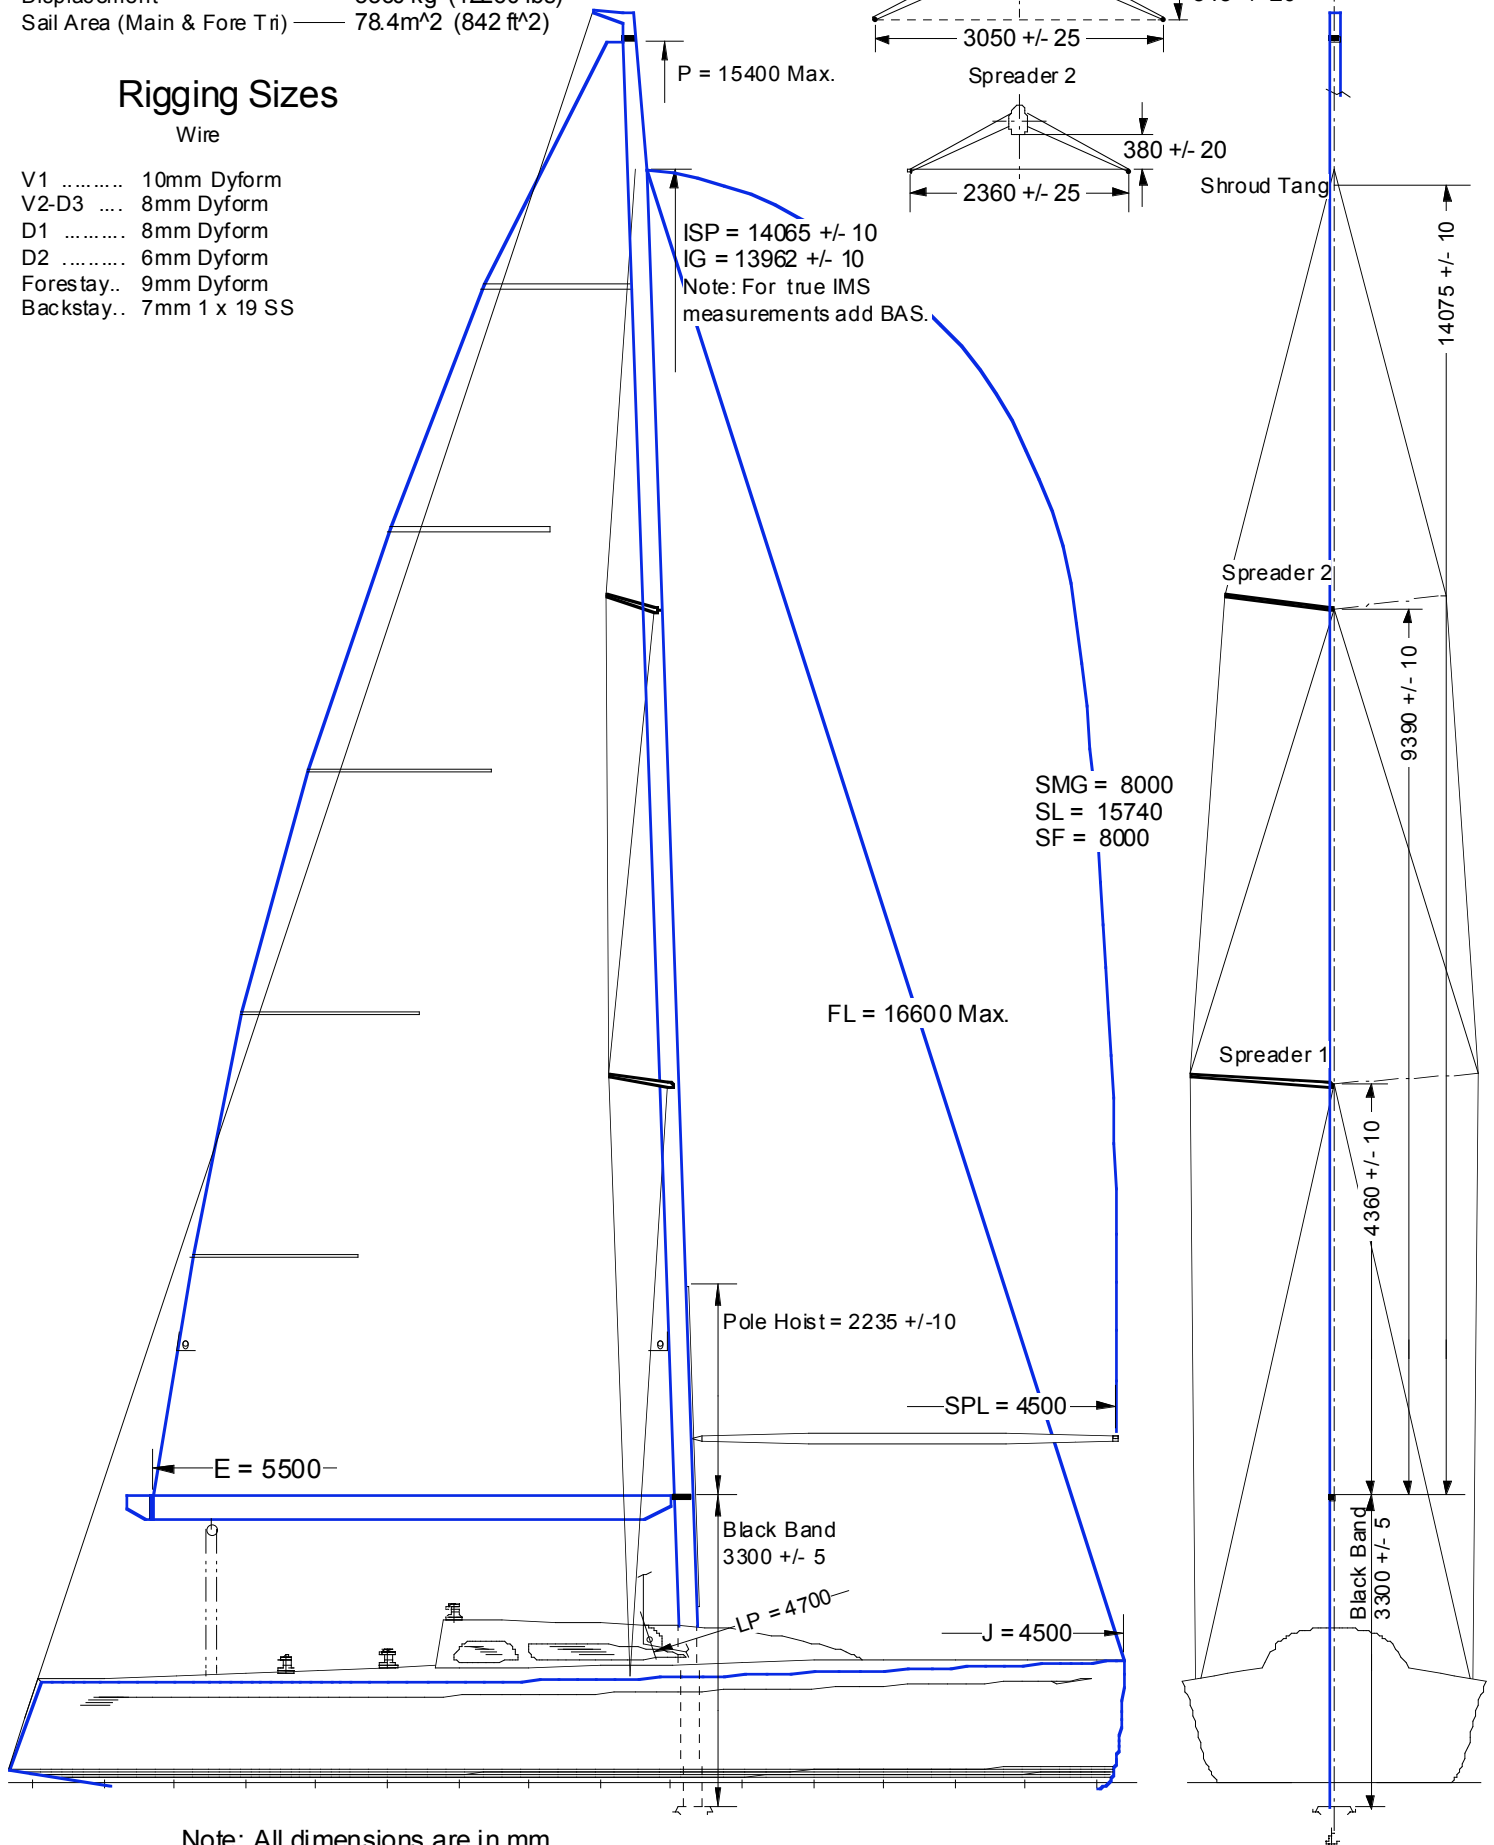 Displacement
Sail Area (Main & Fore Tri) 78.4m^2 (842 ft^2)
Rigging Sizes
Wire
V1 ......... 10mm Dyform
V2-D3 .... 8mm Dyform
D1 ......... 8mm Dyform
D2 ......... 6mm Dyform
Forestay.. 9mm Dyform
Backstay.. 7mm 1 x 19 SS
P = 15400 Max.
3050 +/- 25
Spreader 2
380 +/- 20
2360 +/- 25
Shroud Tang
ISP = 14065 +/- 10
IG = 13962 +/- 10
Note: For true IMS
measurements add BAS.
14075 +/- 10
Spreader 2
9390 +/- 10
SMG = 8000
SL = 15740
SF = 8000
FL = 16600 Max.
Spreader 1
4360 +/- 10
Pole Hoist = 2235 +/-10
SPL = 4500
E = 5500
Black Band
3300 +/- 5
Black Band
3300 +/- 5
LP = 4700
J = 4500
Note: All dimensions are in mm